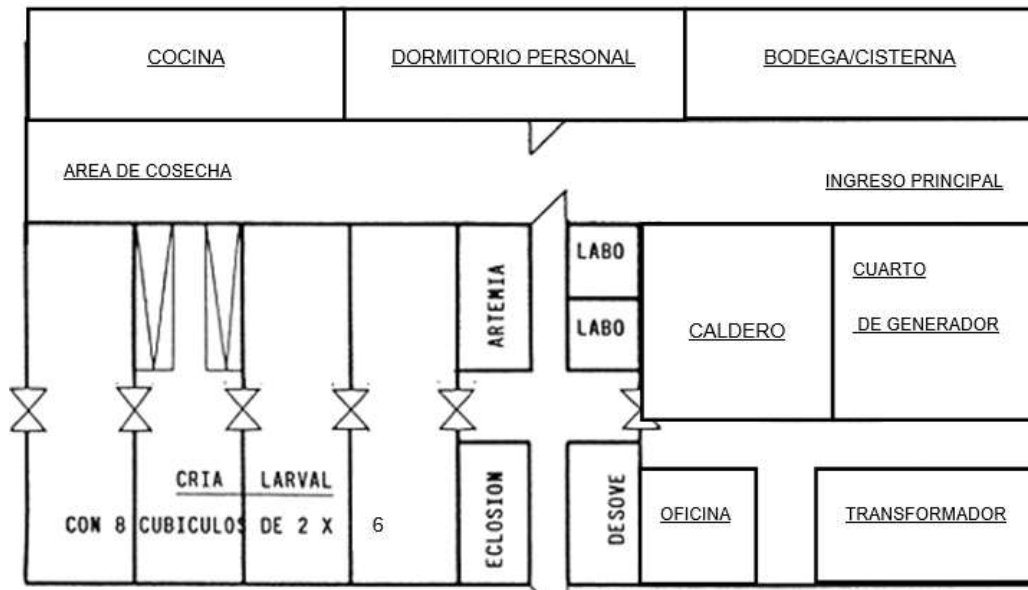 COCINA
DORMITORIO PERSONAL
BODEGA/CISTERNA
AREA DE COSECHA
INGRESO PRINCIPAL
ARTEMIA
LABO
LABO
CALDERO
CUARTO
DE GENERADOR
CRIA LARVAL
CON 8 CUBICULOS DE 2 X 6
ECLOSION
DESOVE
OFICINA
TRANSFORMADOR